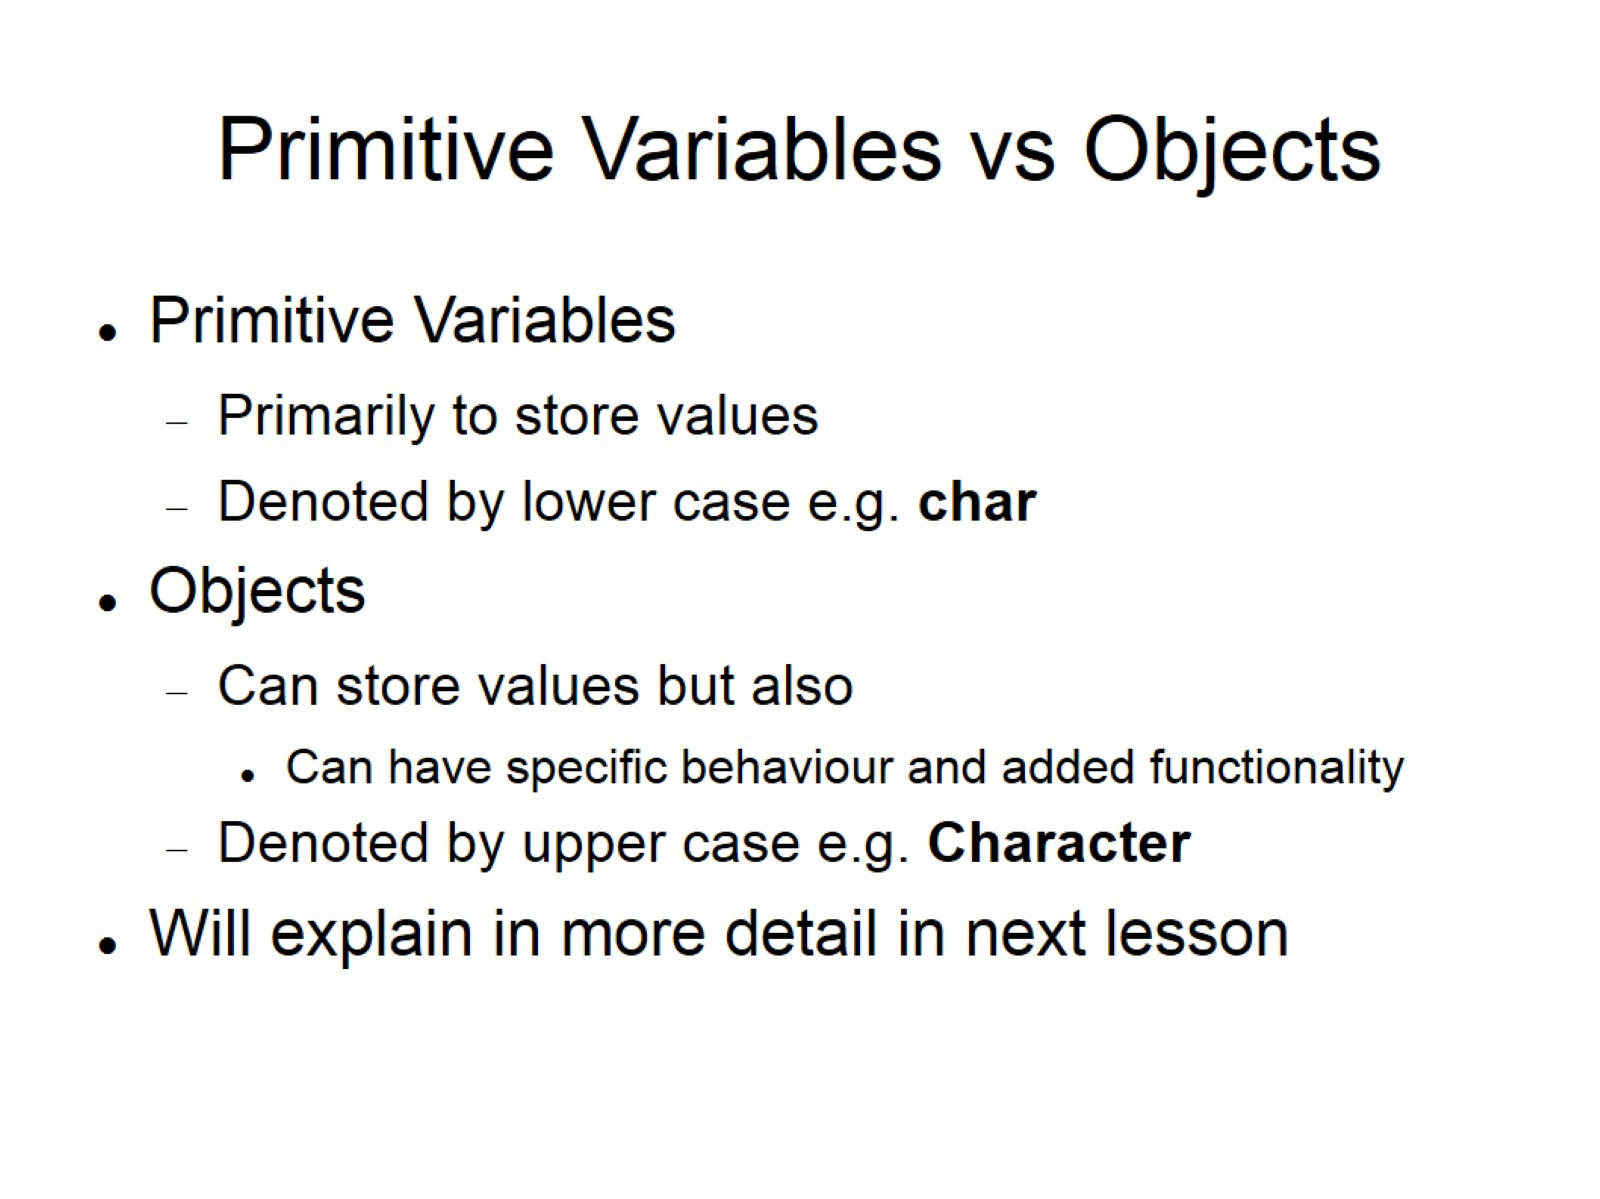 Primitive Variables vs Objects
● Primitive Variables
– Primarily to store values
– Denoted by lower case e.g. char
● Objects
– Can store values but also
● Can have specific behaviour and added functionality
– Denoted by upper case e.g. Character
● Will explain in more detail in next lesson